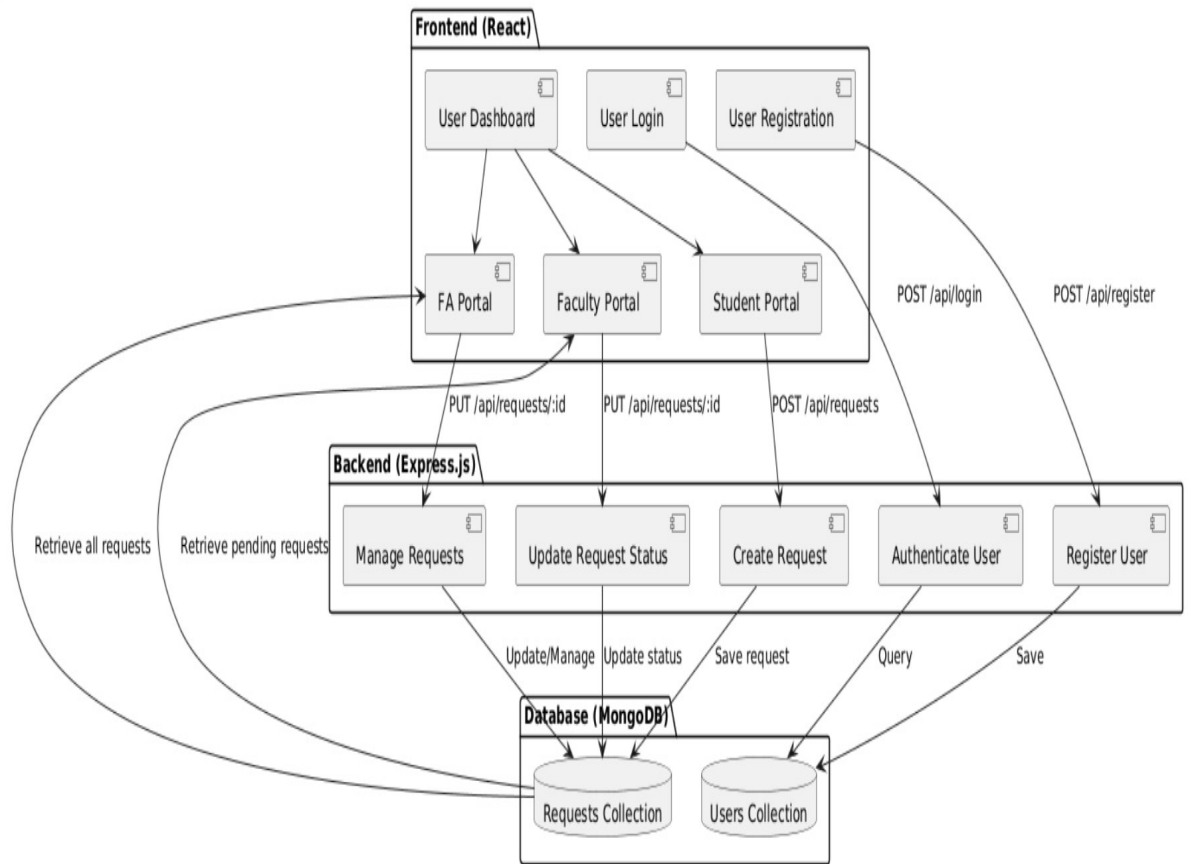 Frontend (React)
User Dashboard
User Login
User Registration
FA Portal
Faculty Portal
Student Portal
POST /api/login
POST /api/register
PUT /api/requests/:id
PUT /api/requests/:id
POST /api/requests
Backend (Express.js)
Retrieve all requests
Retrieve pending requests
Manage Requests
Update Request Status
Create Request
Authenticate User
Register User
Update/Manage
Update status
Save request
Query
Save
Database (MongoDB)
Requests Collection
Users Collection